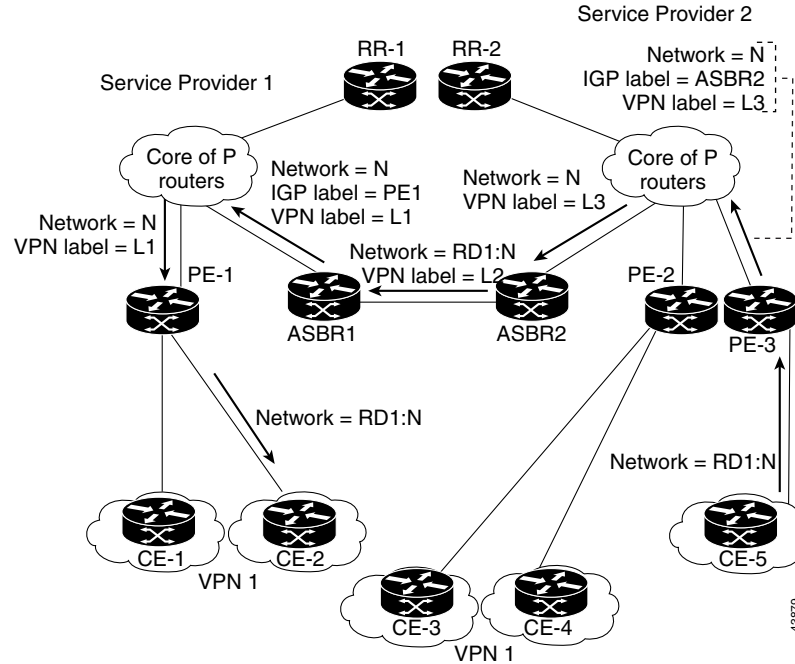 Service Provider 2
RR-1
RR-2
Network = N
IGP label = ASBR2
VPN label = L3
Service Provider 1
Core of P
routers
Core of P
routers
Network = N
IGP label = PE1
VPN label = L1
Network = N
VPN label = L3
Network = N
VPN label = L1
Network = RD1:N
VPN label = L2
PE-1
PE-2
ASBR1
ASBR2
PE-3
Network = RD1:N
Network = RD1:N
CE-1
CE-2
CE-5
VPN 1
CE-3
CE-4
VPN 1
43879